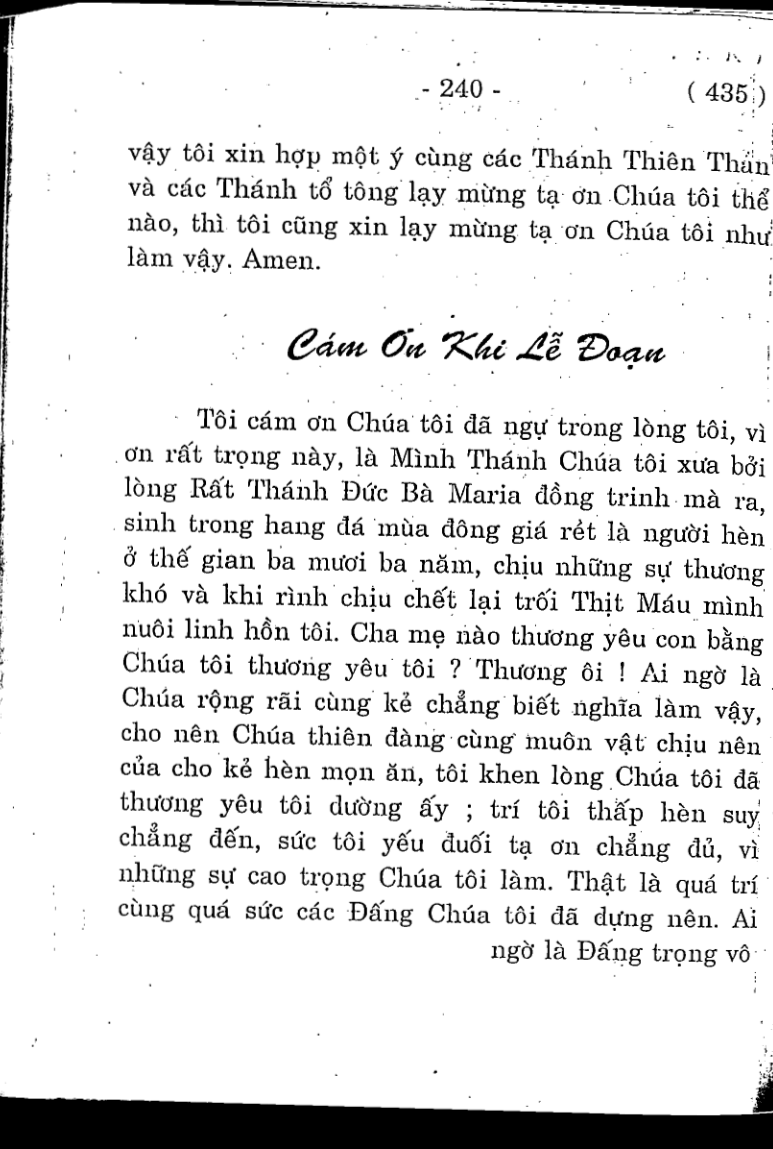 - 240 -
( 435 )
vậy tôi xin hợp một ý cùng các Thánh Thiên Thần
và các Thánh tổ tông lạy mừng tạ ơn Chúa tôi thể
nào, thì tôi cũng xin lạy mừng tạ ơn Chúa tôi như
làm vậy. Amen.
Cám Ơn Khi Lễ Đoạn
Tôi cám ơn Chúa tôi đã ngự trong lòng tôi, vì
ơn rất trọng này, là Mình Thánh Chúa tôi xưa bởi
lòng Rất Thánh Đức Bà Maria đồng trinh mà ra,
sinh trong hang đá mùa đông giá rét là người hèn
ở thế gian ba mươi ba năm, chịu những sự thương
khó và khi rình chịu chết lại trối Thịt Máu mình
nuôi linh hồn tôi. Cha mẹ nào thương yêu con bằng
Chúa tôi thương yêu tôi ? Thương ôi ! Ai ngờ là
Chúa rộng rãi cùng kẻ chẳng biết nghĩa làm vậy,
cho nên Chúa thiên đàng cùng muôn vật chịu nên
của cho kẻ hèn mọn ăn, tôi khen lòng Chúa tôi đã
thương yêu tôi dường ấy ; trí tôi thấp hèn suy
chẳng đến, sức tôi yếu đuối tạ ơn chẳng đủ, vì
những sự cao trọng Chúa tôi làm. Thật là quá trí
cùng quá sức các Đấng Chúa tôi đã dựng nên. Ai
ngờ là Đấng trọng vô